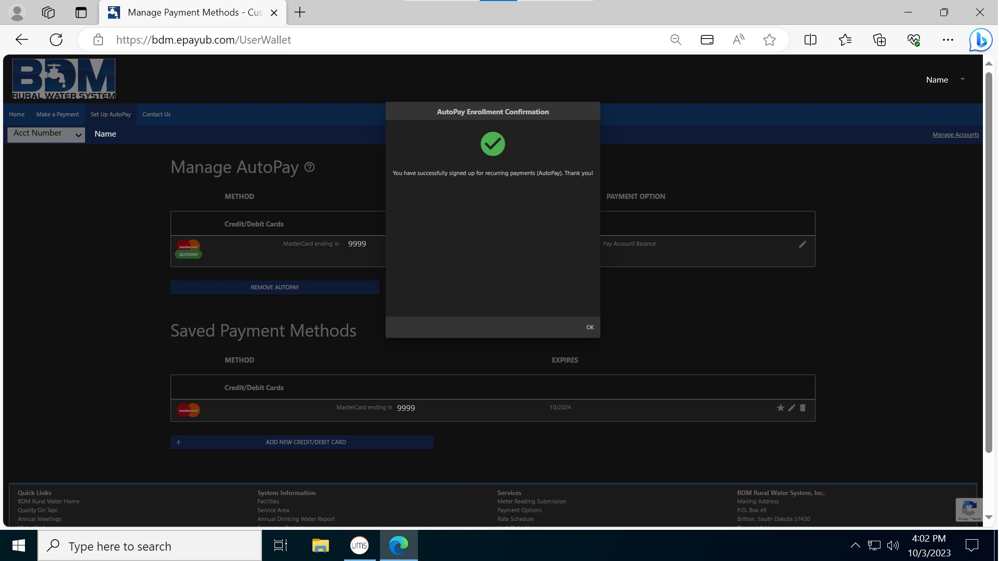 Manage Payment Methods - Cus
https://bdm.epayub.com/UserWallet
BDM
RURAL WATER SYSTEM
Name
Home Make a Payment Set Up AutoPay Contact Us
Acct Number Name
Manage Accounts
AutoPay Enrollment Confirmation
You have successfully signed up for recurring payments (AutoPay). Thank you!
OK
Manage AutoPay
METHOD PAYMENT OPTION
Credit/Debit Cards
mastercard
AUTOPAY
MasterCard ending in 9999 Pay Account Balance
REMOVE AUTOPAY
Saved Payment Methods
METHOD EXPIRES
Credit/Debit Cards
mastercard
MasterCard ending in 9999 10/2024
+ ADD NEW CREDIT/DEBIT CARD
Quick Links
BDM Rural Water Home
Quality On Tap!
Annual Meetings
System Information
Facilities
Service Area
Annual Drinking Water Report
Services
Meter Reading Submission
Payment Options
Rate Schedule
BDM Rural Water System, Inc.
Mailing Address
P.O. Box 49
Britton, South Dakota 57430
Privacy - Terms
Type here to search
ums
4:02 PM
10/3/2023